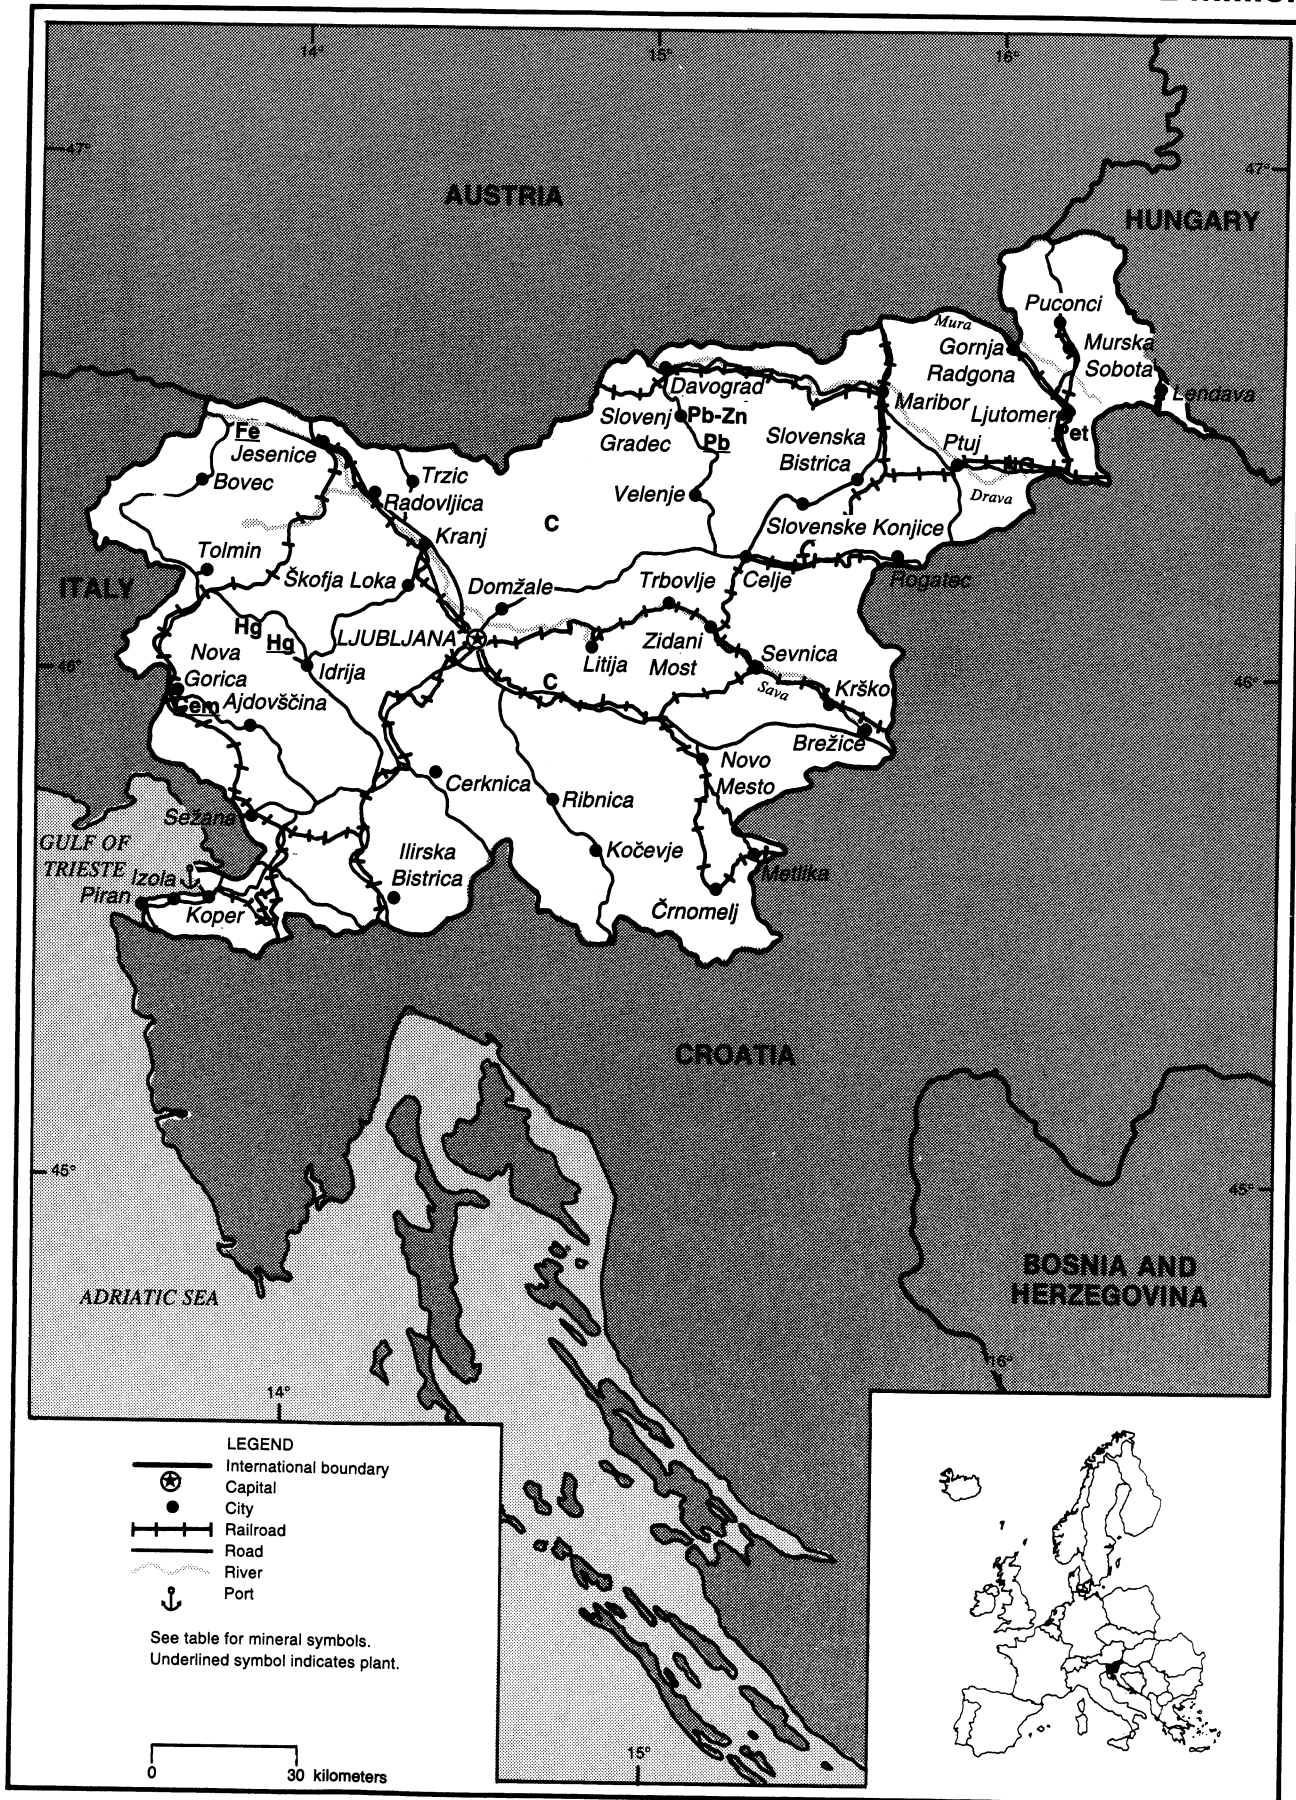 14°
15°
16°
47°
47°
AUSTRIA
HUNGARY
Puconci
Mura
Gornja
Radgona
Murska
Sobota
Davograd
Lendava
Maribor
Ljutomer
Slovenj
Gradec
Pb-Zn
Pb
Fe
Jesenice
Slovenska
Bistrica
Pet
Ptuj
NG
Bovec
Trzic
Radovljica
Velenje
Drava
C
Kranj
Slovenske Konjice
Tolmin
C
ITALY
Škofja Loka
Domžale
Trbovlje
Celje
Rogatec
Hg
Hg
LJUBLJANA
Zidani
Most
Nova
Gorica
Idrija
Litija
Sevnica
46°
46°
C
Sava
Krško
Cem
Ajdovščina
Brežice
Novo
Mesto
Cerknica
Ribnica
Sežana
GULF OF
TRIESTE
Izola
Piran
Koper
Ilirska
Bistrica
Kočevje
Metlika
Črnomelj
CROATIA
45°
45°
BOSNIA AND
HERZEGOVINA
ADRIATIC SEA
16°
14°
LEGEND
International boundary
Capital
City
Railroad
Road
River
Port
See table for mineral symbols.
Underlined symbol indicates plant.
15°
0 30 kilometers